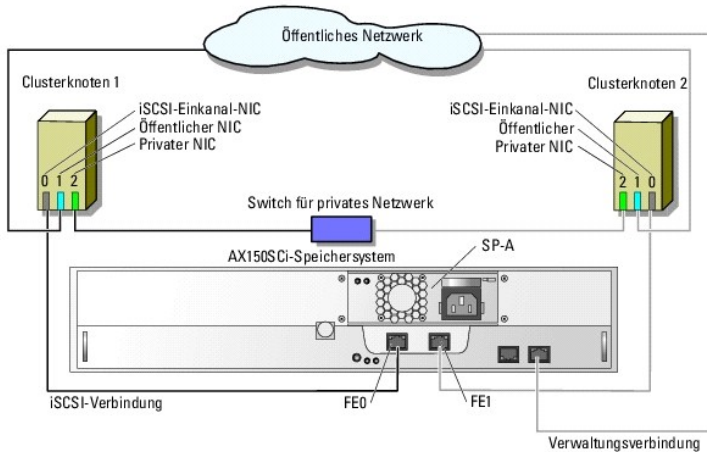 Öffentliches Netzwerk
Clusterknoten 1
Clusterknoten 2
iSCSI-Einkanal-NIC
Öffentlicher NIC
Privater NIC
iSCSI-Einkanal-NIC
Öffentlicher
Privater NIC
0 1 2
2 1 0
Switch für privates Netzwerk
AX150SCi-Speichersystem
SP-A
iSCSI-Verbindung
FE0
FE1
Verwaltungsverbindung